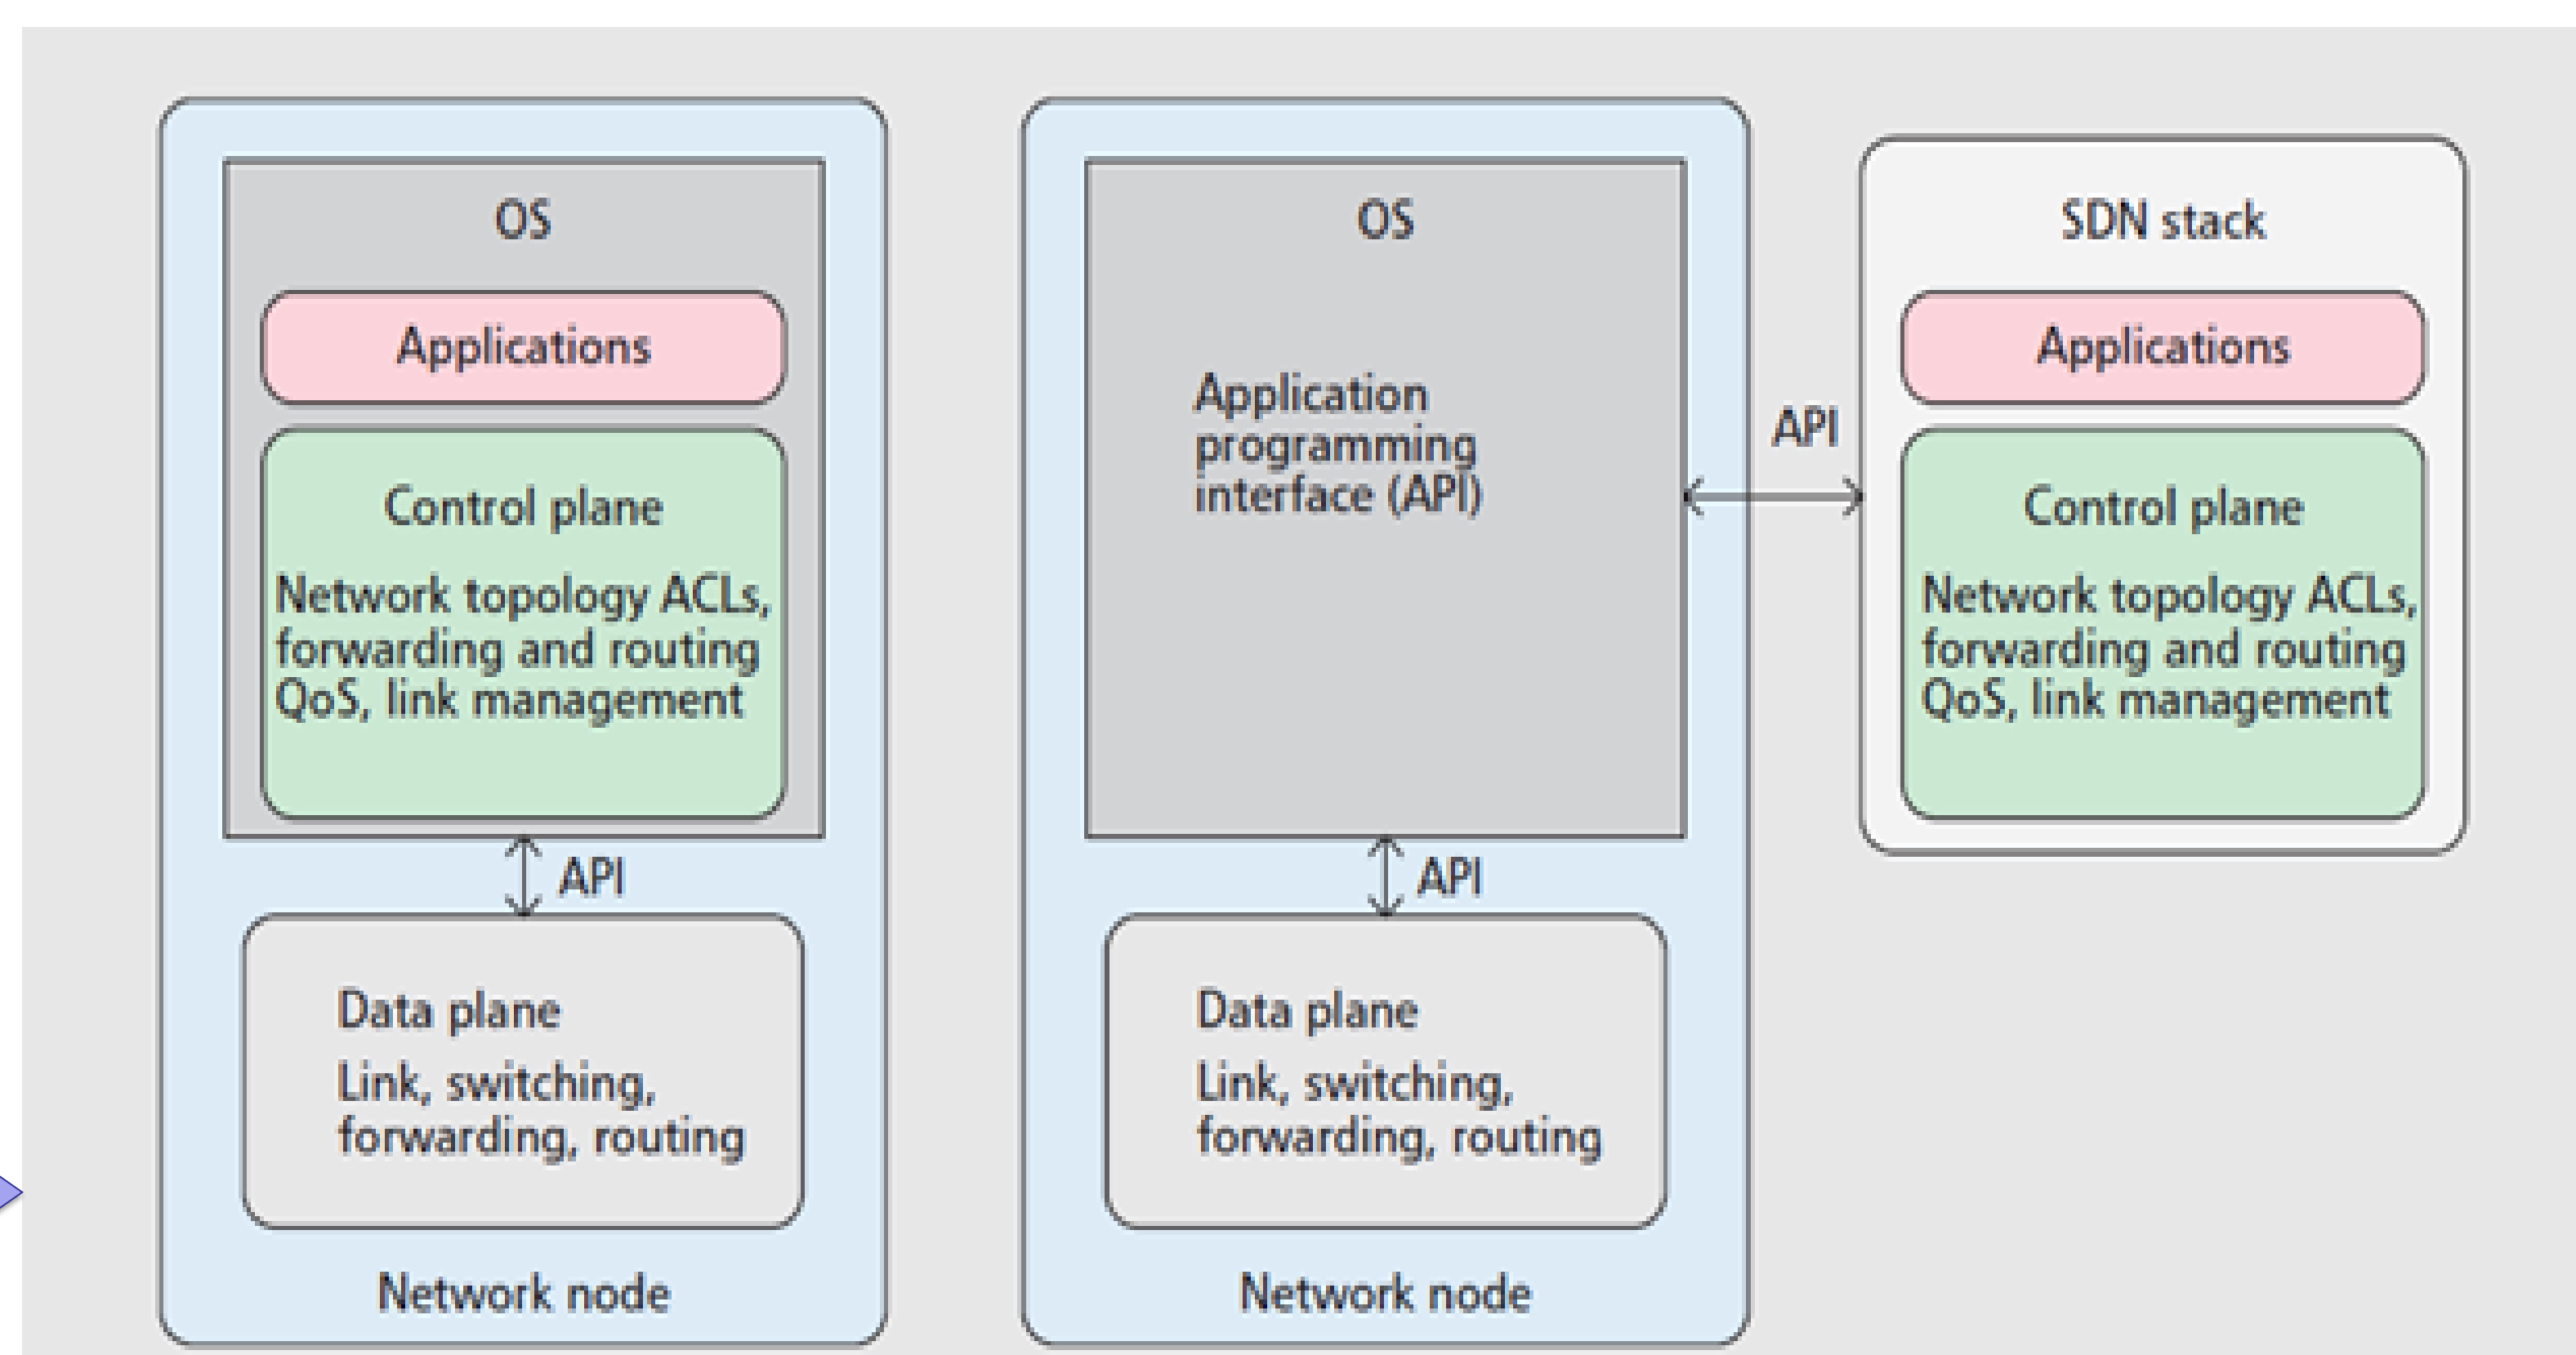 OS
Applications
Control plane
Network topology ACLs,
forwarding and routing
QoS, link management
API
Data plane
Link, switching,
forwarding, routing
Network node
OS
Application
programming
interface (API)
API
Data plane
Link, switching,
forwarding, routing
Network node
API
SDN stack
Applications
Control plane
Network topology ACLs,
forwarding and routing
QoS, link management